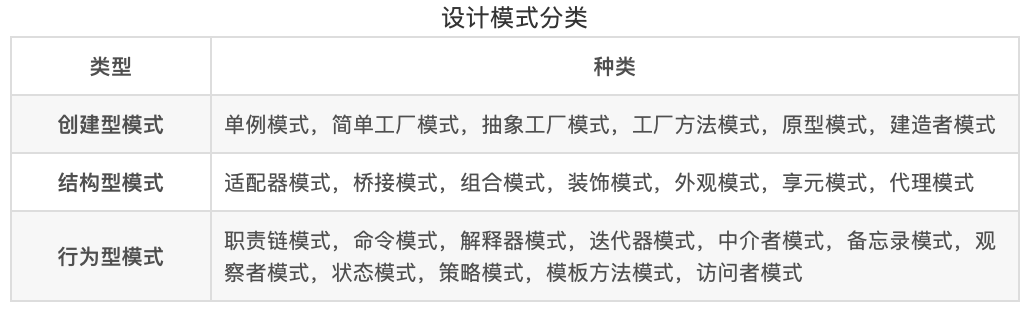 设计模式分类
类型
种类
创建型模式
单例模式，简单工厂模式，抽象工厂模式，工厂方法模式，原型模式，建造者模式
结构型模式
适配器模式，桥接模式，组合模式，装饰模式，外观模式，享元模式，代理模式
行为型模式
职责链模式，命令模式，解释器模式，迭代器模式，中介者模式，备忘录模式，观
察者模式，状态模式，策略模式，模板方法模式，访问者模式